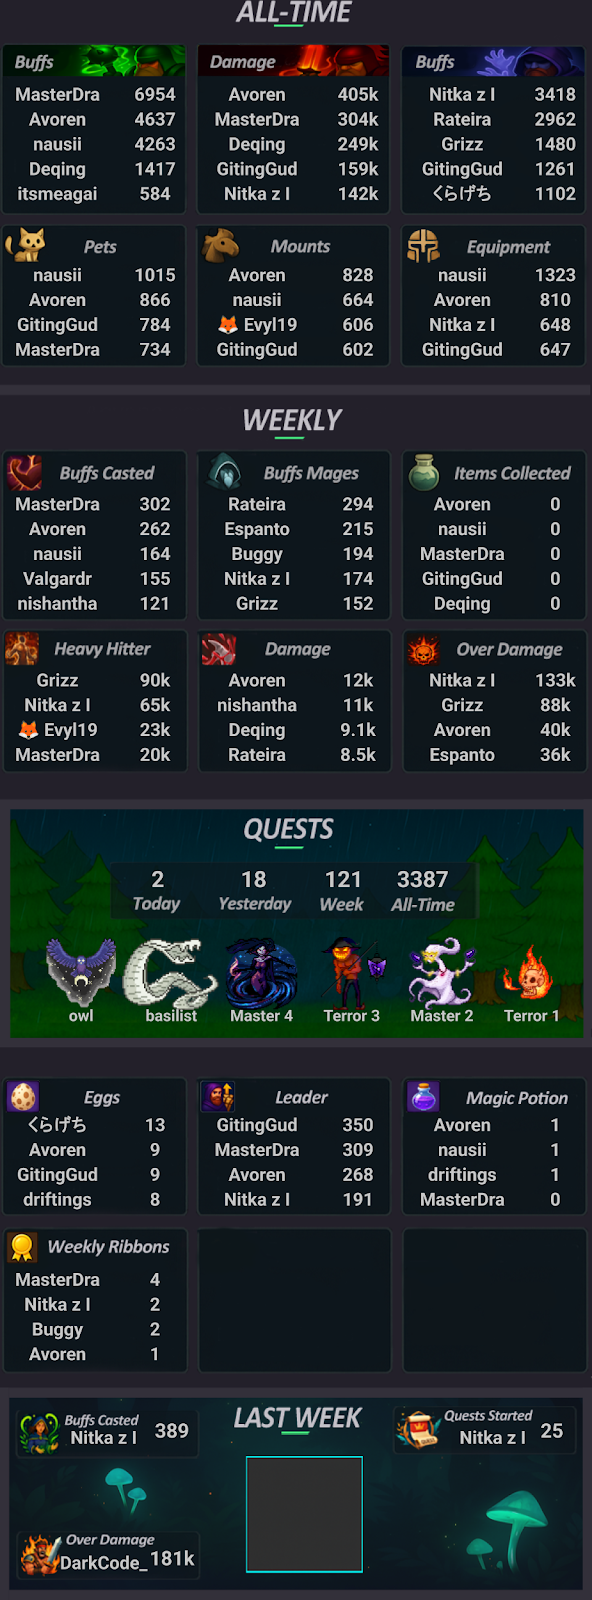 ALL-TIME
Buffs
MasterDra 6954
Avoren 4637
nausii 4263
Deqing 1417
itsmeagai 584
Damage
Avoren 405k
MasterDra 304k
Deqing 249k
GitingGud 159k
Nitka z I 142k
Buffs
Nitka z I 3418
Rateira 2962
Grizz 1480
GitingGud 1261
くらげち 1102
Pets
nausii 1015
Avoren 866
GitingGud 784
MasterDra 734
Mounts
Avoren 828
nausii 664
🦊 Evyl19 606
GitingGud 602
Equipment
nausii 1323
Avoren 810
Nitka z I 648
GitingGud 647
WEEKLY
Buffs Casted
MasterDra 302
Avoren 262
nausii 164
Valgardr 155
nishantha 121
Buffs Mages
Rateira 294
Espanto 215
Buggy 194
Nitka z I 174
Grizz 152
Items Collected
Avoren 0
nausii 0
MasterDra 0
GitingGud 0
Deqing 0
Heavy Hitter
Grizz 90k
Nitka z I 65k
🦊 Evyl19 23k
MasterDra 20k
Damage
Avoren 12k
nishantha 11k
Deqing 9.1k
Rateira 8.5k
Over Damage
Nitka z I 133k
Grizz 88k
Avoren 40k
Espanto 36k
QUESTS
2 18 121 3387
Today Yesterday Week All-Time
owl basilist Master 4 Terror 3 Master 2 Terror 1
Eggs
くらげち 13
Avoren 9
GitingGud 9
driftings 8
Leader
GitingGud 350
MasterDra 309
Avoren 268
Nitka z I 191
Magic Potion
Avoren 1
nausii 1
driftings 1
MasterDra 0
Weekly Ribbons
MasterDra 4
Nitka z I 2
Buggy 2
Avoren 1
LAST WEEK
Buffs Casted
Nitka z I 389
Quests Started
Nitka z I 25
Over Damage
DarkCode_ 181k